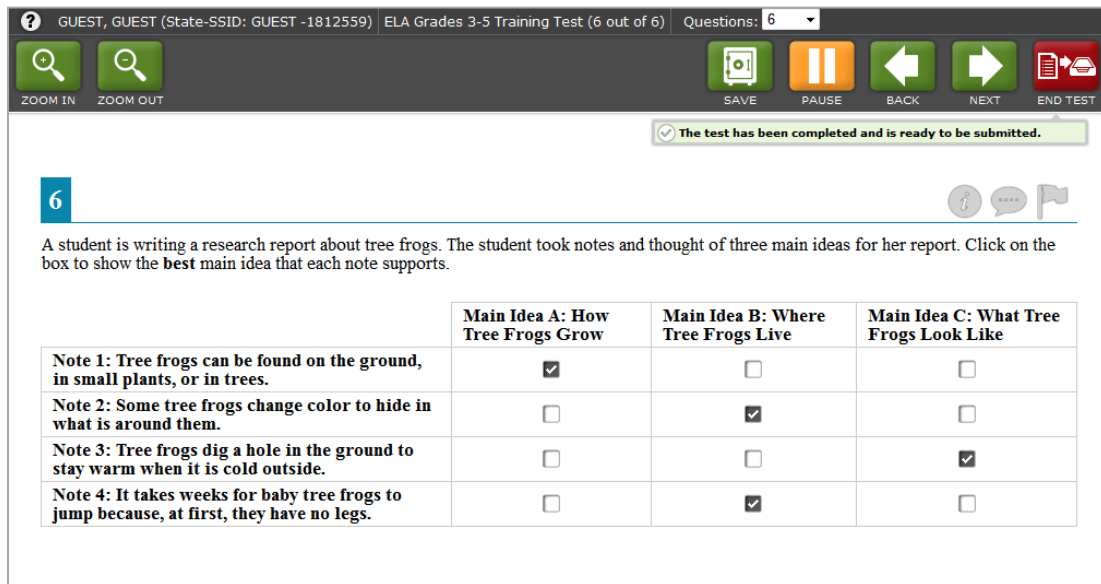 ? GUEST, GUEST (State-SSID: GUEST -1812559) ELA Grades 3-5 Training Test (6 out of 6) Questions: 6
ZOOM IN ZOOM OUT SAVE PAUSE BACK NEXT END TEST
The test has been completed and is ready to be submitted.
6
i
A student is writing a research report about tree frogs. The student took notes and thought of three main ideas for her report. Click on the
box to show the best main idea that each note supports.
Main Idea A: How
Tree Frogs Grow
Main Idea B: Where
Tree Frogs Live
Main Idea C: What Tree
Frogs Look Like
Note 1: Tree frogs can be found on the ground,
in small plants, or in trees.
Note 2: Some tree frogs change color to hide in
what is around them.
Note 3: Tree frogs dig a hole in the ground to
stay warm when it is cold outside.
Note 4: It takes weeks for baby tree frogs to
jump because, at first, they have no legs.